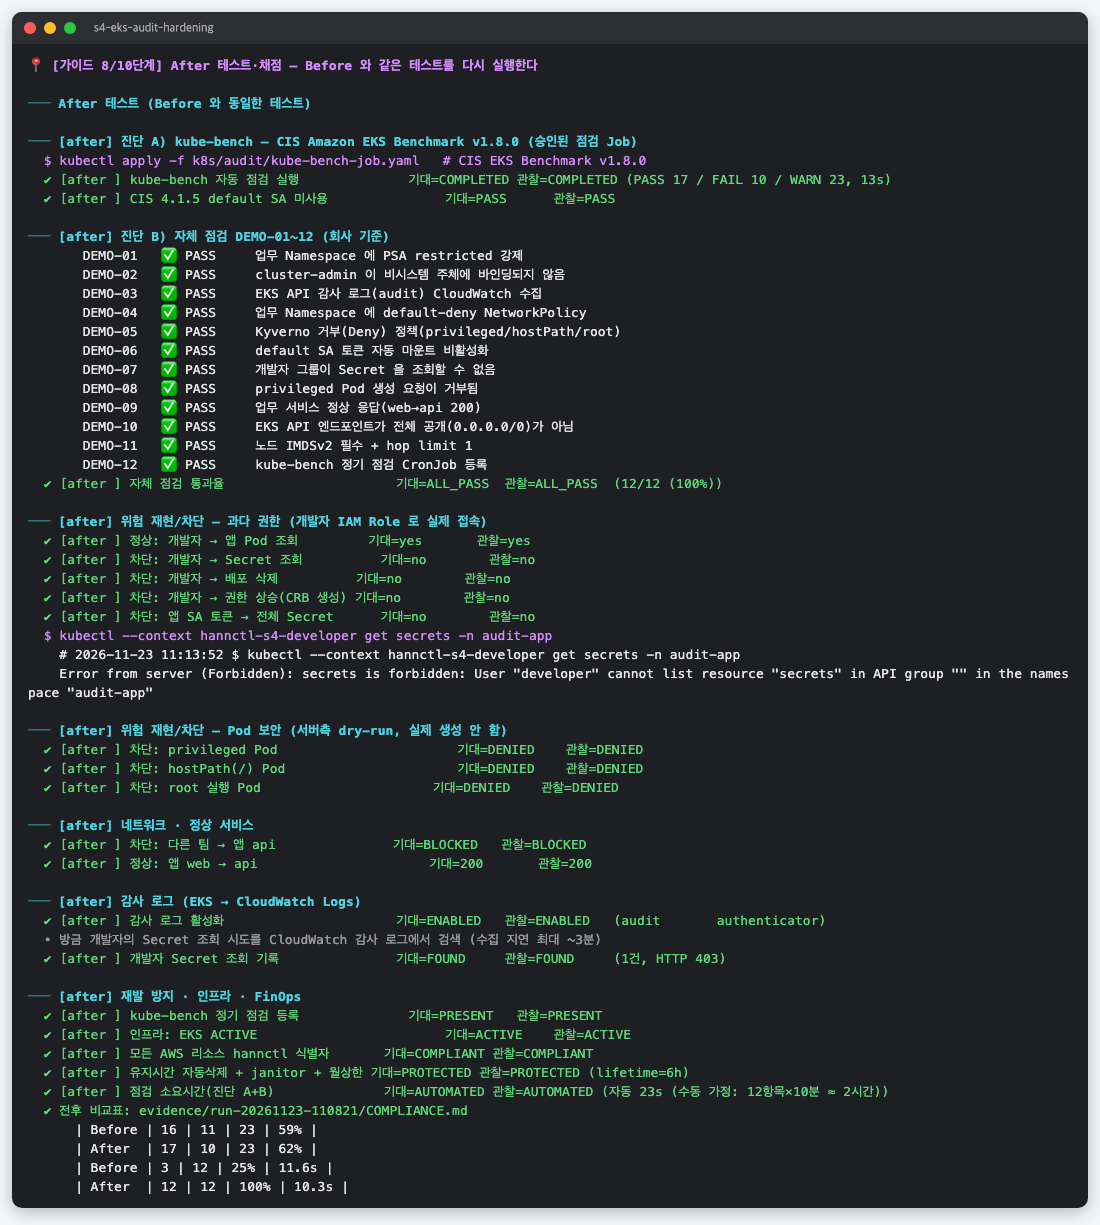 s4-eks-audit-hardening
📍 [가이드 8/10단계] After 테스트·채점 — Before 와 같은 테스트를 다시 실행한다
─── After 테스트 (Before 와 동일한 테스트)
─── [after] 진단 A) kube-bench — CIS Amazon EKS Benchmark v1.8.0 (승인된 점검 Job)
$ kubectl apply -f k8s/audit/kube-bench-job.yaml   # CIS EKS Benchmark v1.8.0
✔ [after ] kube-bench 자동 점검 실행 기대=COMPLETED 관찰=COMPLETED (PASS 17 / FAIL 10 / WARN 23, 13s)
✔ [after ] CIS 4.1.5 default SA 미사용 기대=PASS 관찰=PASS
─── [after] 진단 B) 자체 점검 DEMO-01~12 (회사 기준)
DEMO-01 ✅ PASS 업무 Namespace 에 PSA restricted 강제
DEMO-02 ✅ PASS cluster-admin 이 비시스템 주체에 바인딩되지 않음
DEMO-03 ✅ PASS EKS API 감사 로그(audit) CloudWatch 수집
DEMO-04 ✅ PASS 업무 Namespace 에 default-deny NetworkPolicy
DEMO-05 ✅ PASS Kyverno 거부(Deny) 정책(privileged/hostPath/root)
DEMO-06 ✅ PASS default SA 토큰 자동 마운트 비활성화
DEMO-07 ✅ PASS 개발자 그룹이 Secret 을 조회할 수 없음
DEMO-08 ✅ PASS privileged Pod 생성 요청이 거부됨
DEMO-09 ✅ PASS 업무 서비스 정상 응답(web→api 200)
DEMO-10 ✅ PASS EKS API 엔드포인트가 전체 공개(0.0.0.0/0)가 아님
DEMO-11 ✅ PASS 노드 IMDSv2 필수 + hop limit 1
DEMO-12 ✅ PASS kube-bench 정기 점검 CronJob 등록
✔ [after ] 자체 점검 통과율 기대=ALL_PASS 관찰=ALL_PASS (12/12 (100%))
─── [after] 위험 재현/차단 — 과다 권한 (개발자 IAM Role 로 실제 접속)
✔ [after ] 정상: 개발자 → 앱 Pod 조회 기대=yes 관찰=yes
✔ [after ] 차단: 개발자 → Secret 조회 기대=no 관찰=no
✔ [after ] 차단: 개발자 → 배포 삭제 기대=no 관찰=no
✔ [after ] 차단: 개발자 → 권한 상승(CRB 생성) 기대=no 관찰=no
✔ [after ] 차단: 앱 SA 토큰 → 전체 Secret 기대=no 관찰=no
$ kubectl --context hannctl-s4-developer get secrets -n audit-app
# 2026-11-23 11:13:52 $ kubectl --context hannctl-s4-developer get secrets -n audit-app
Error from server (Forbidden): secrets is forbidden: User "developer" cannot list resource "secrets" in API group "" in the names
pace "audit-app"
─── [after] 위험 재현/차단 — Pod 보안 (서버측 dry-run, 실제 생성 안 함)
✔ [after ] 차단: privileged Pod 기대=DENIED 관찰=DENIED
✔ [after ] 차단: hostPath(/) Pod 기대=DENIED 관찰=DENIED
✔ [after ] 차단: root 실행 Pod 기대=DENIED 관찰=DENIED
─── [after] 네트워크 · 정상 서비스
✔ [after ] 차단: 다른 팀 → 앱 api 기대=BLOCKED 관찰=BLOCKED
✔ [after ] 정상: 앱 web → api 기대=200 관찰=200
─── [after] 감사 로그 (EKS → CloudWatch Logs)
✔ [after ] 감사 로그 활성화 기대=ENABLED 관찰=ENABLED (audit authenticator)
• 방금 개발자의 Secret 조회 시도를 CloudWatch 감사 로그에서 검색 (수집 지연 최대 ~3분)
✔ [after ] 개발자 Secret 조회 기록 기대=FOUND 관찰=FOUND (1건, HTTP 403)
─── [after] 재발 방지 · 인프라 · FinOps
✔ [after ] kube-bench 정기 점검 등록 기대=PRESENT 관찰=PRESENT
✔ [after ] 인프라: EKS ACTIVE 기대=ACTIVE 관찰=ACTIVE
✔ [after ] 모든 AWS 리소스 hannctl 식별자 기대=COMPLIANT 관찰=COMPLIANT
✔ [after ] 유지시간 자동삭제 + janitor + 월상한 기대=PROTECTED 관찰=PROTECTED (lifetime=6h)
✔ [after ] 점검 소요시간(진단 A+B) 기대=AUTOMATED 관찰=AUTOMATED (자동 23s (수동 가정: 12항목×10분 ≈ 2시간))
✔ 전후 비교표: evidence/run-20261123-110821/COMPLIANCE.md
| Before | 16 | 11 | 23 | 59% |
| After  | 17 | 10 | 23 | 62% |
| Before | 3 | 12 | 25% | 11.6s |
| After  | 12 | 12 | 100% | 10.3s |